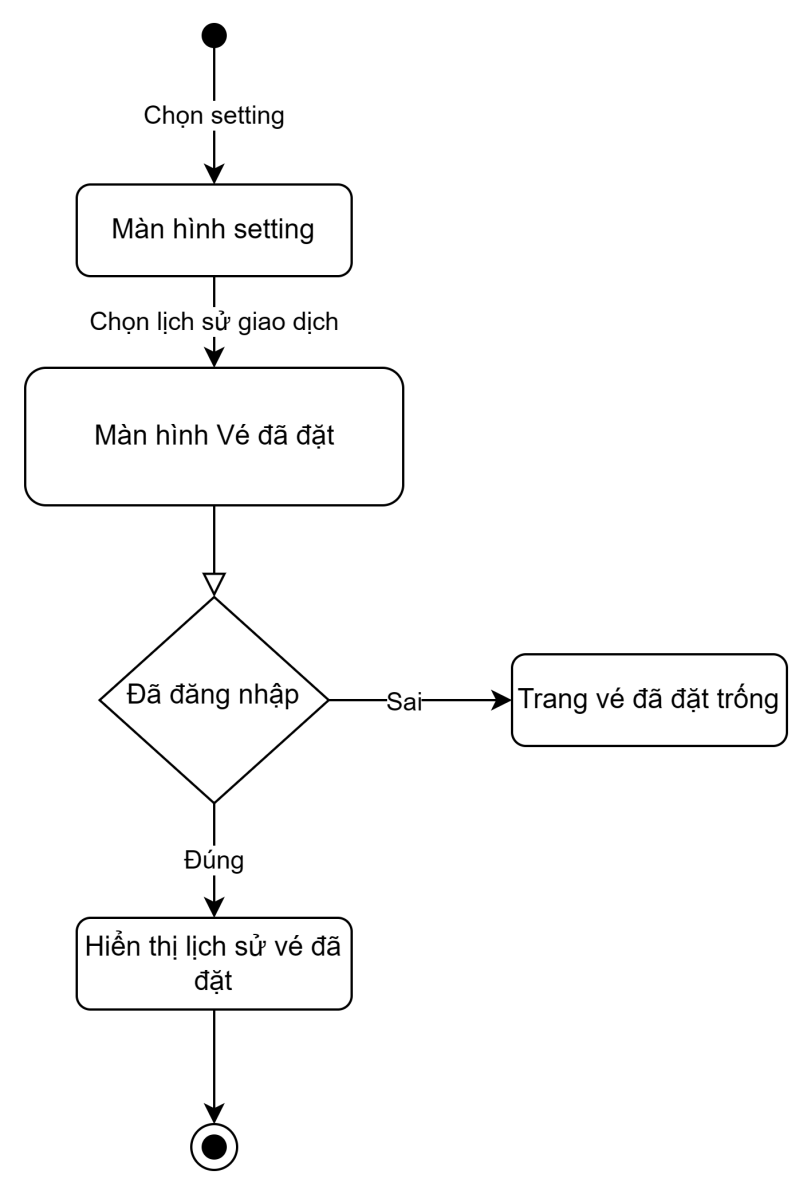 Chọn setting
Màn hình setting
Chọn lịch sử giao dịch
Màn hình Vé đã đặt
Đã đăng nhập
Sai
Trang vé đã đặt trống
Đúng
Hiển thị lịch sử vé đã
đặt